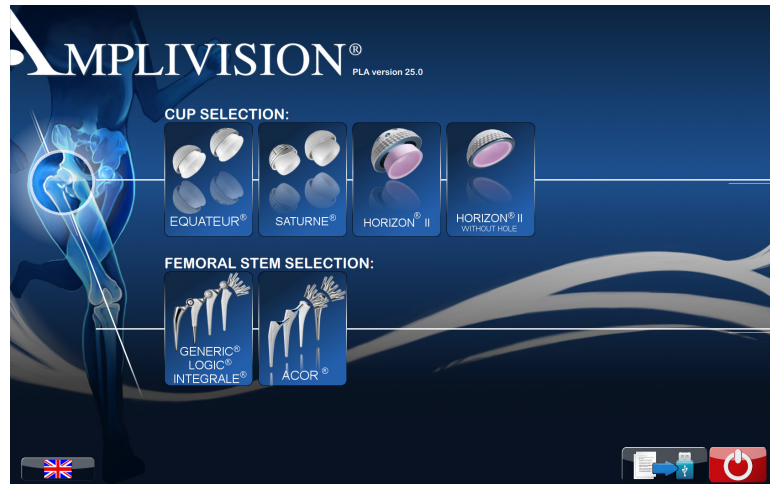 AMPLIVISION®
PLA version 25.0
CUP SELECTION:
EQUATEUR®
SATURNE®
HORIZON® II
HORIZON® II
WITHOUT HOLE
FEMORAL STEM SELECTION:
GENERIC®
LOGIC®
INTEGRALE®
ACOR ®